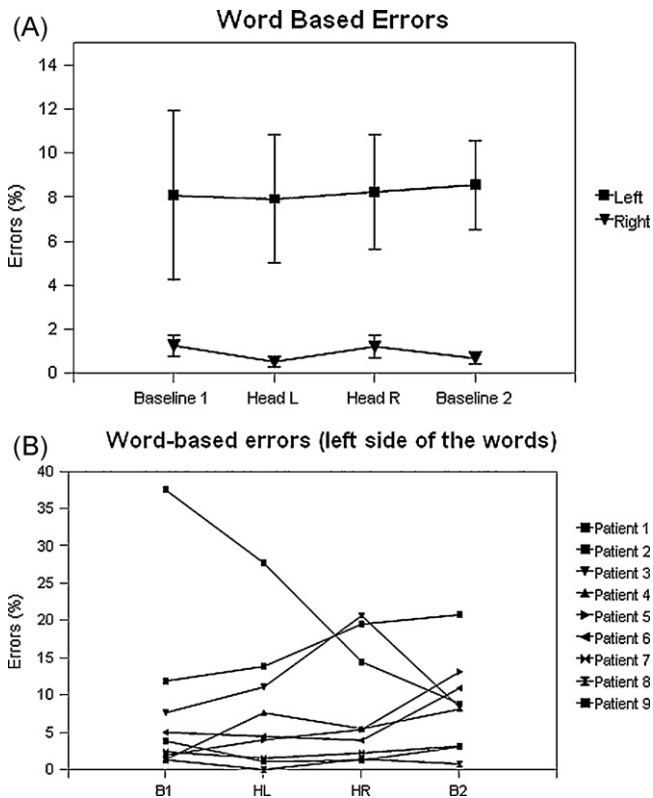 (A)
Word Based Errors
14
12
10
8
6
4
2
0
Errors (%)
Baseline 1 Head L Head R Baseline 2
Left
Right
(B)
Word-based errors (left side of the words)
40
35
30
25
20
15
10
5
0
Errors (%)
B1 HL HR B2
Patient 1
Patient 2
Patient 3
Patient 4
Patient 5
Patient 6
Patient 7
Patient 8
Patient 9